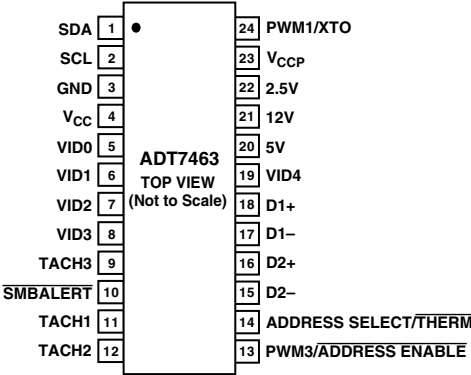 SDA 1
SCL 2
GND 3
VCC 4
VID0 5
VID1 6
VID2 7
VID3 8
TACH3 9
SMBALERT 10
TACH1 11
TACH2 12
ADT7463
TOP VIEW
(Not to Scale)
24 PWM1/XTO
23 VCCP
22 2.5V
21 12V
20 5V
19 VID4
18 D1+
17 D1–
16 D2+
15 D2–
14 ADDRESS SELECT/THERM
13 PWM3/ADDRESS ENABLE